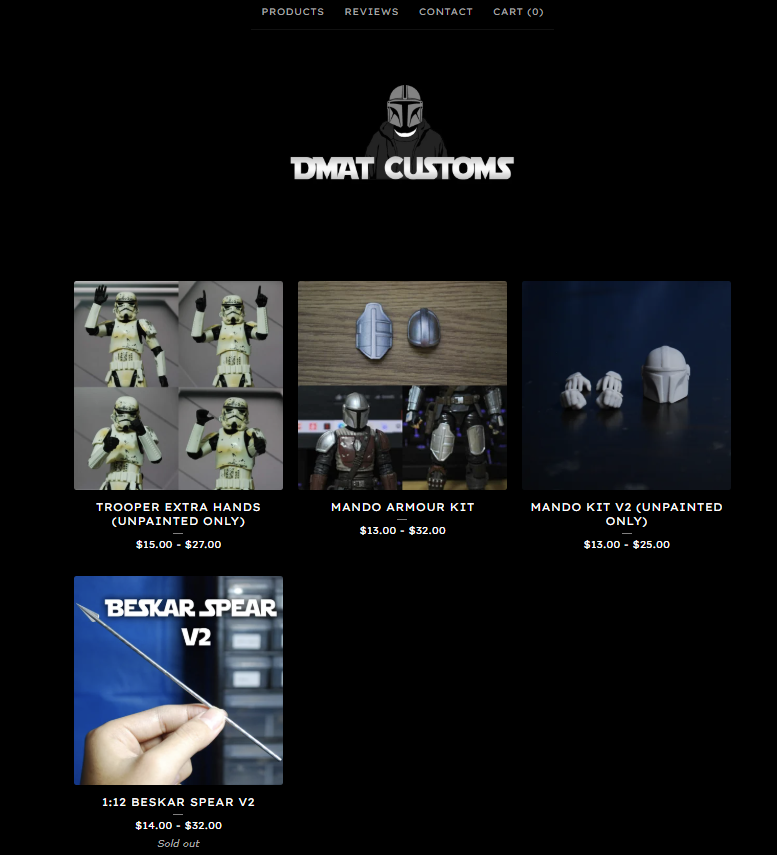 PRODUCTS REVIEWS CONTACT CART (0)
DMAT CUSTOMS
TROOPER EXTRA HANDS
(UNPAINTED ONLY)
$15.00 - $27.00
MANDO ARMOUR KIT
$13.00 - $32.00
MANDO KIT V2 (UNPAINTED
ONLY)
$13.00 - $25.00
BESKAR SPEAR
V2
1:12 BESKAR SPEAR V2
$14.00 - $32.00
Sold out